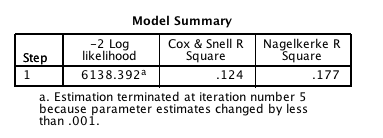 Model Summary
Step
-2 Log likelihood
Cox & Snell R Square
Nagelkerke R Square
1 6138.392a .124 .177
a. Estimation terminated at iteration number 5
because parameter estimates changed by less
than .001.